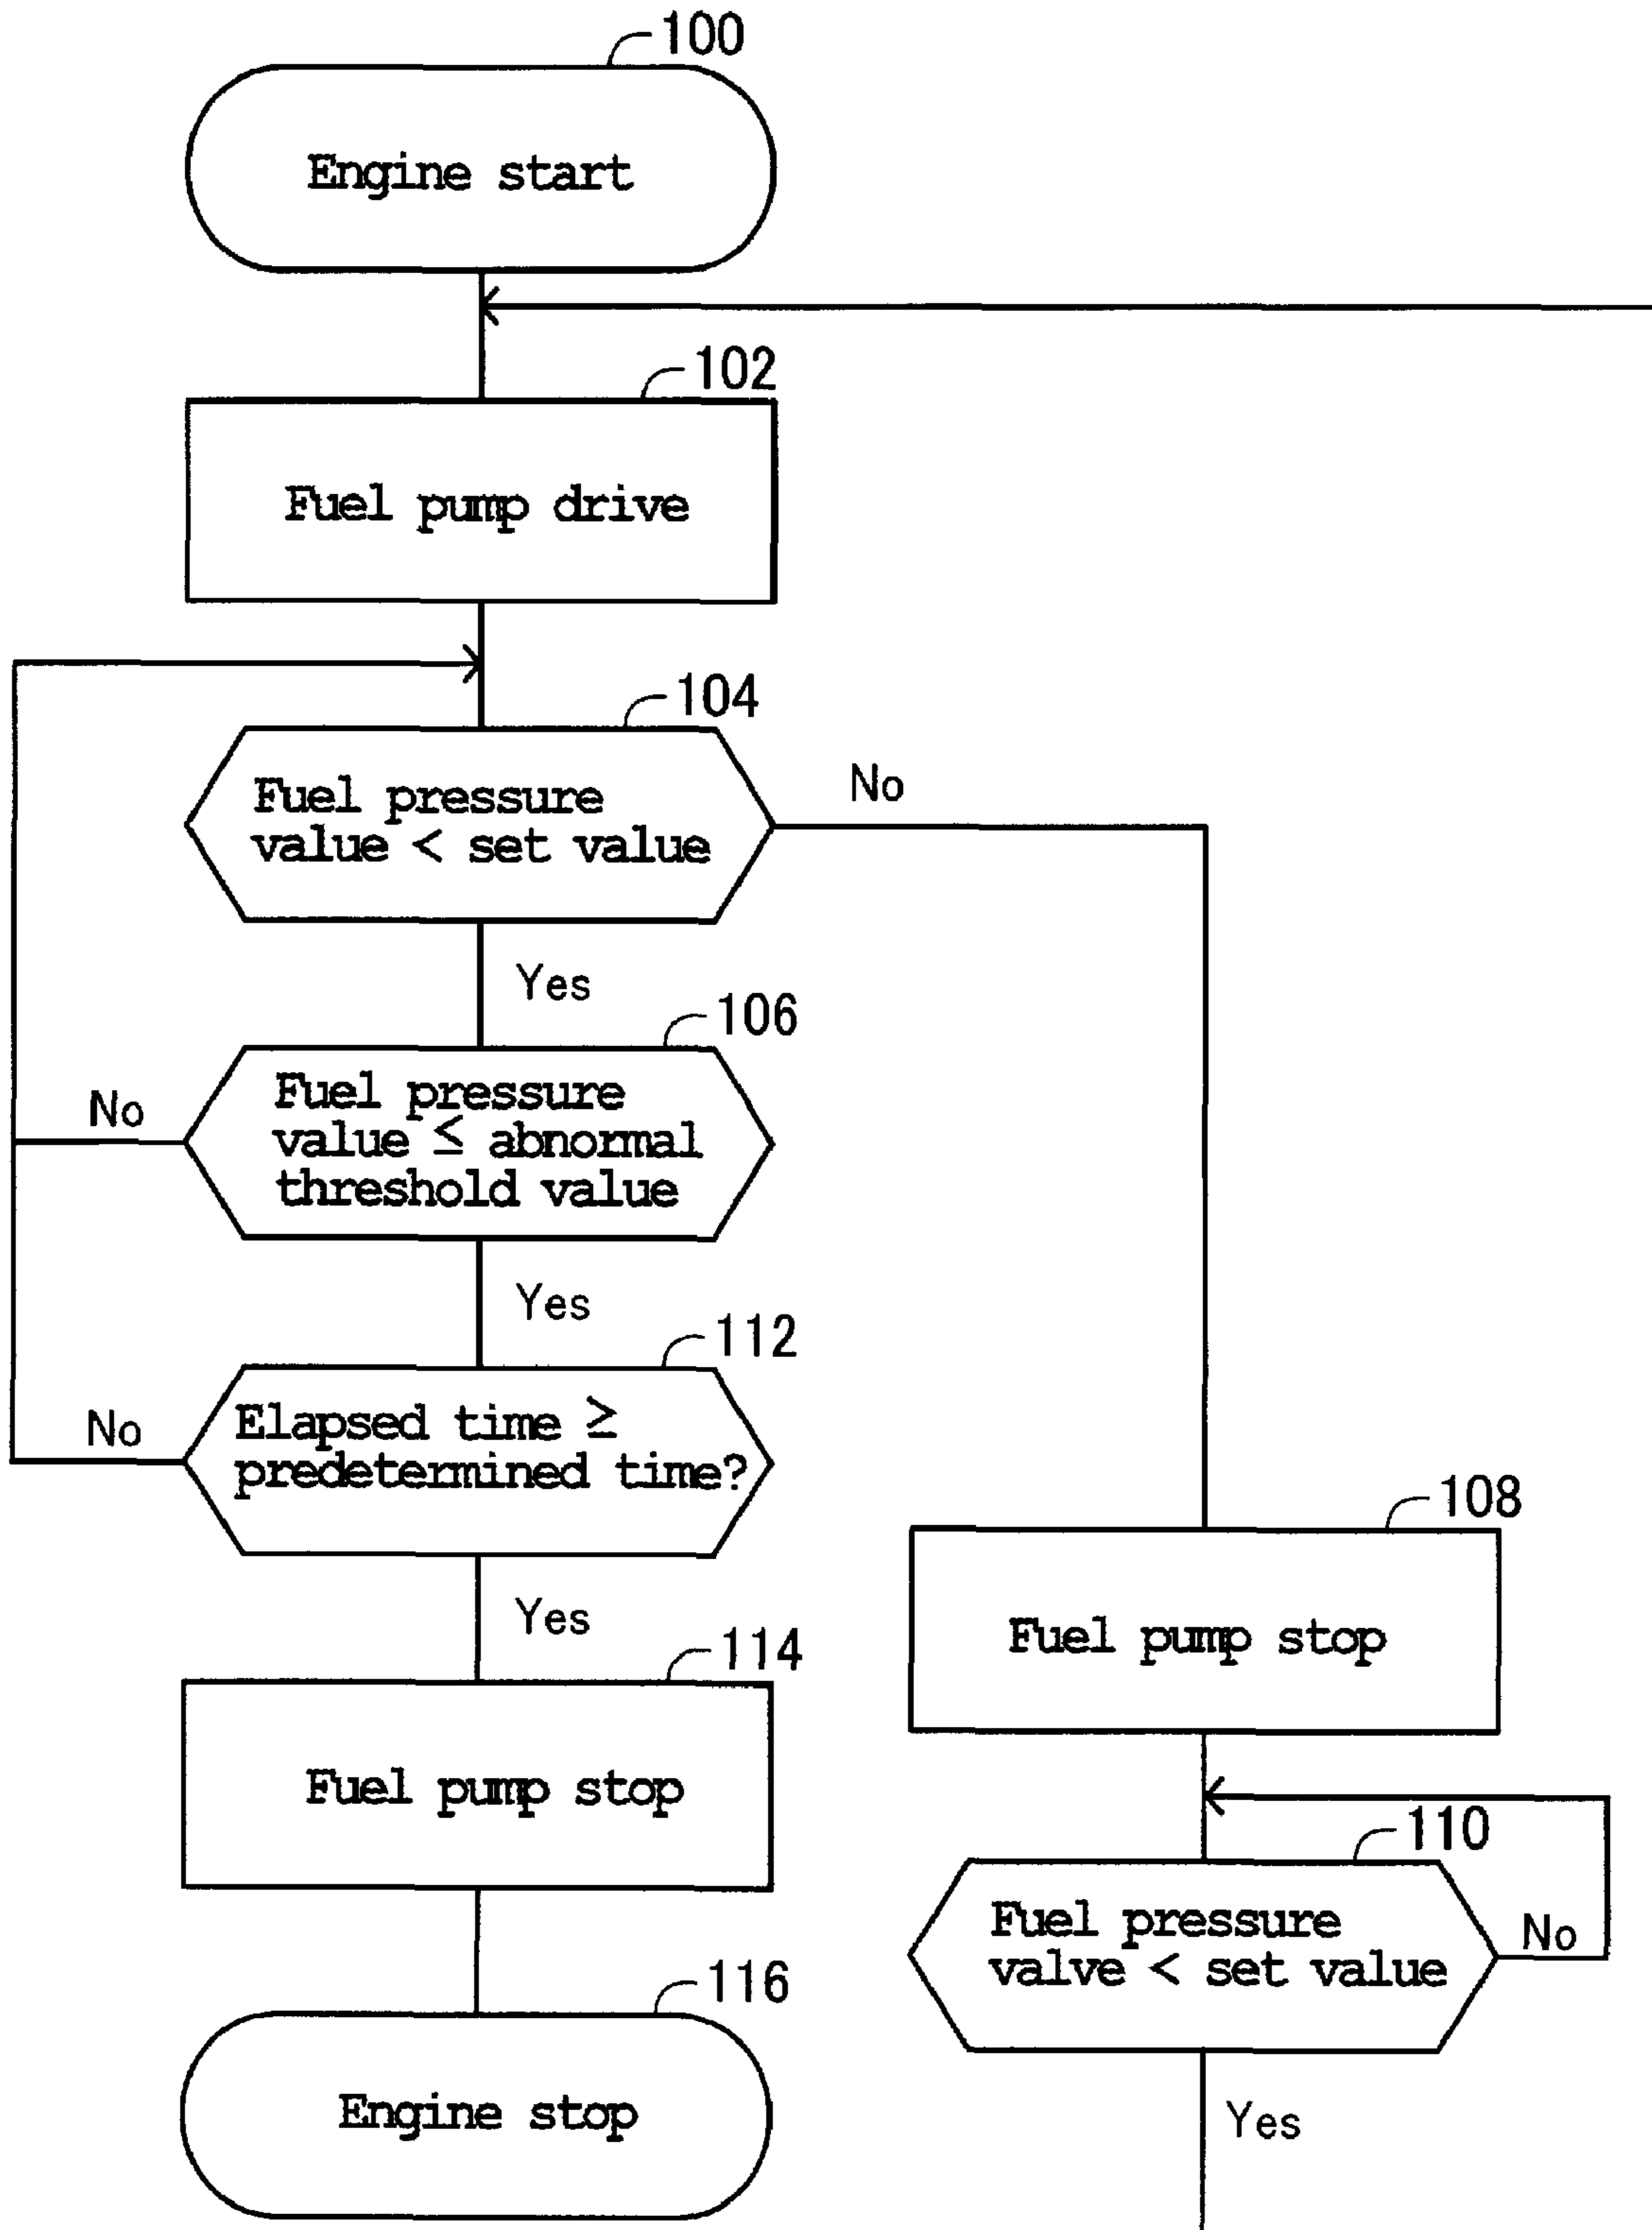 100
Engine start
102
Fuel pump drive
104
Fuel pressure
value < set value
No
Yes
106
Fuel pressure
value ≤ abnormal
threshold value
No
Yes
112
Elapsed time ≥
predetermined time?
No
Yes
114
Fuel pump stop
116
Engine stop
108
Fuel pump stop
110
Fuel pressure
valve < set value
No
Yes